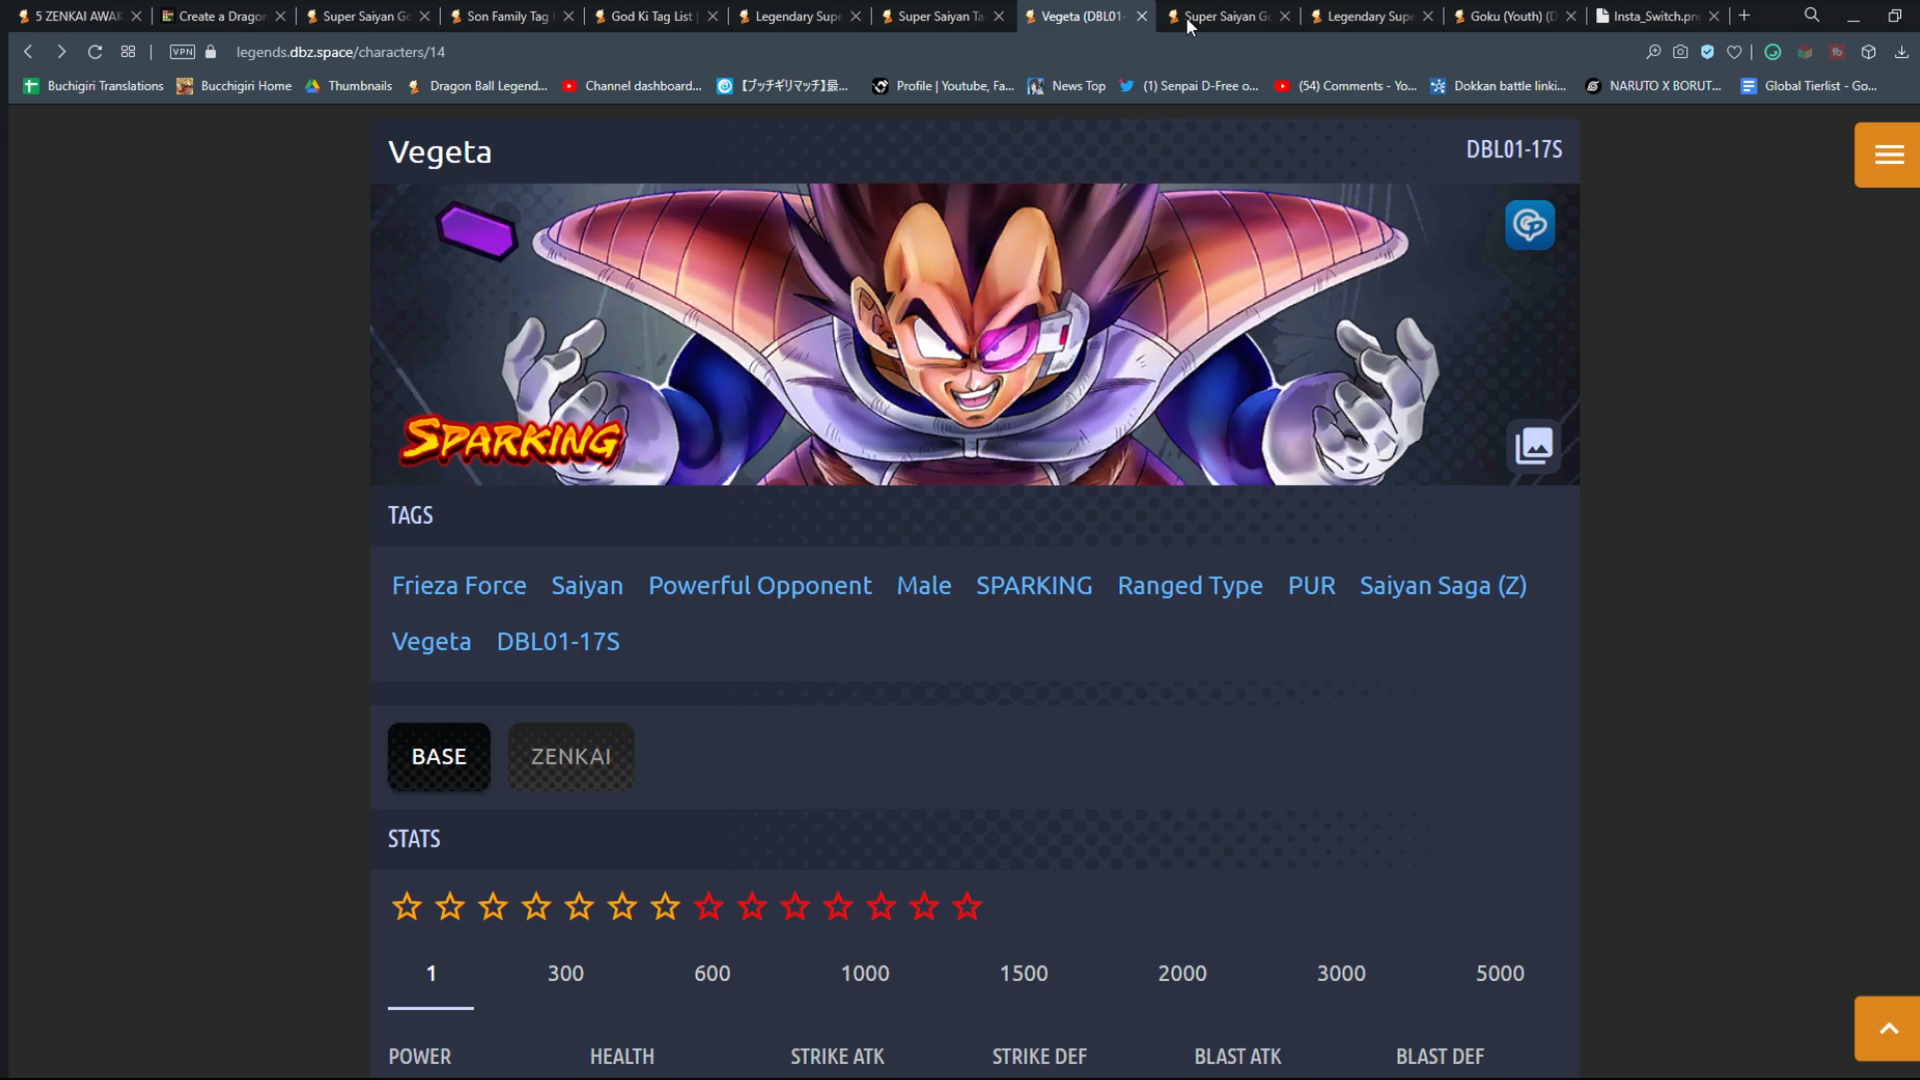 5 ZENKAI AWAK
Create a Drago
Super Saiyan Go
Son Family Tag
God Ki Tag List
Legendary Supe
Super Saiyan Ta
Vegeta (DBL01-
Super Saiyan Go
Legendary Supe
Goku (Youth) (D
Insta_Switch.pn
VPN
legends.dbz.space/characters/14
Buchigiri Translations
Bucchigiri Home
Thumbnails
Dragon Ball Legend...
Channel dashboard...
【ブッチギリマッチ】最...
Profile | Youtube, Fa...
News Top
(1) Senpai D-Free o...
(54) Comments - Yo...
Dokkan battle linki...
NARUTO X BORUT...
Global Tierlist - Go...
Vegeta
DBL01-17S
SPARKING
TAGS
Frieza Force Saiyan Powerful Opponent Male SPARKING Ranged Type PUR Saiyan Saga (Z)
Vegeta DBL01-17S
BASE ZENKAI
STATS
1 300 600 1000 1500 2000 3000 5000
POWER HEALTH STRIKE ATK STRIKE DEF BLAST ATK BLAST DEF